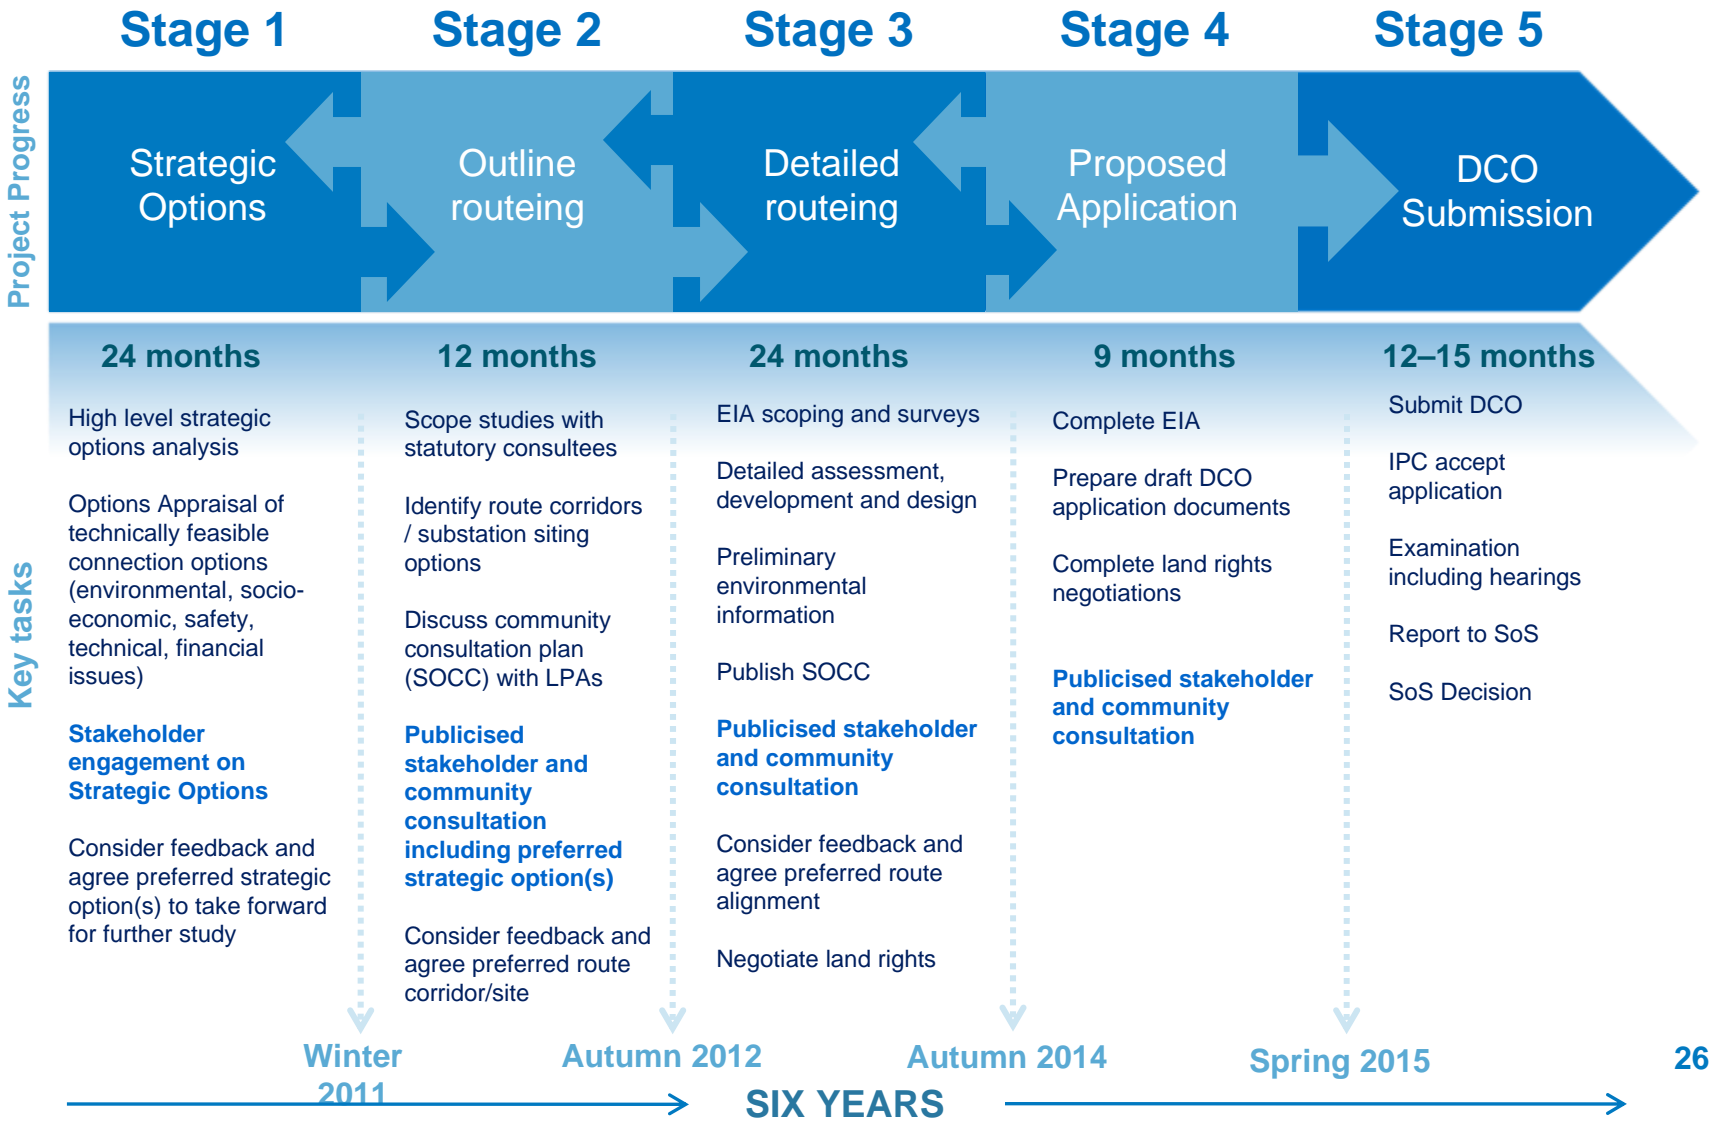 Stage 1
Stage 2
Stage 3
Stage 4
Stage 5
Project Progress
Strategic
Options
Outline
routeing
Detailed
routeing
Proposed
Application
DCO
Submission
Key tasks
24 months
High level strategic
options analysis
Options Appraisal of
technically feasible
connection options
(environmental, socio-
economic, safety,
technical, financial
issues)
Stakeholder
engagement on
Strategic Options
Consider feedback and
agree preferred strategic
option(s) to take forward
for further study
12 months
Scope studies with
statutory consultees
Identify route corridors
/ substation siting
options
Discuss community
consultation plan
(SOCC) with LPAs
Publicised
stakeholder and
community
consultation
including preferred
strategic option(s)
Consider feedback and
agree preferred route
corridor/site
24 months
EIA scoping and surveys
Detailed assessment,
development and design
Preliminary
environmental
information
Publish SOCC
Publicised stakeholder
and community
consultation
Consider feedback and
agree preferred route
alignment
Negotiate land rights
9 months
Complete EIA
Prepare draft DCO
application documents
Complete land rights
negotiations
Publicised stakeholder
and community
consultation
12–15 months
Submit DCO
IPC accept
application
Examination
including hearings
Report to SoS
SoS Decision
Winter
2011
Autumn 2012
Autumn 2014
Spring 2015
26
SIX YEARS